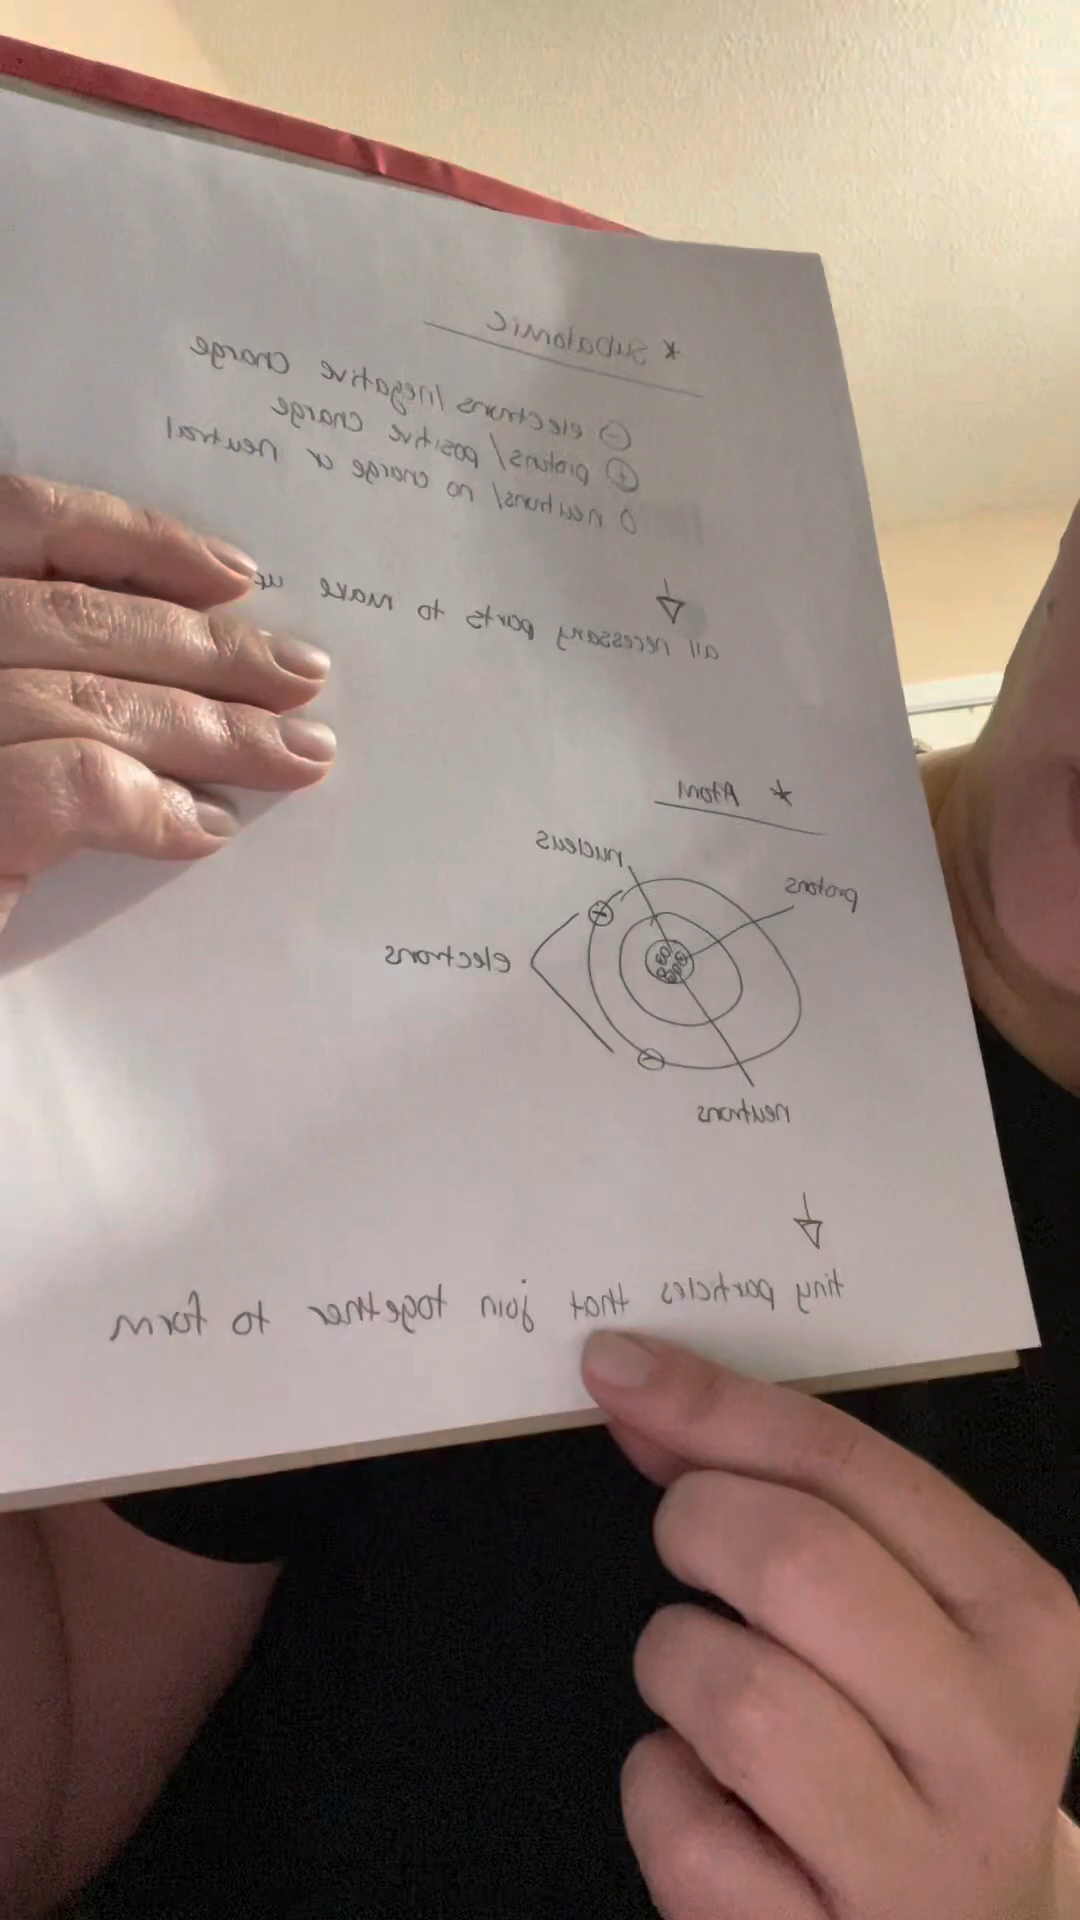 * Subatomic
⊖ electrons/negative charge
⊕ protons/positive charge
O neutrons/no charge or neutral
all necessary parts to make up
* Atom
nucleus
protons
electrons
neutrons
tiny particles that join together to form